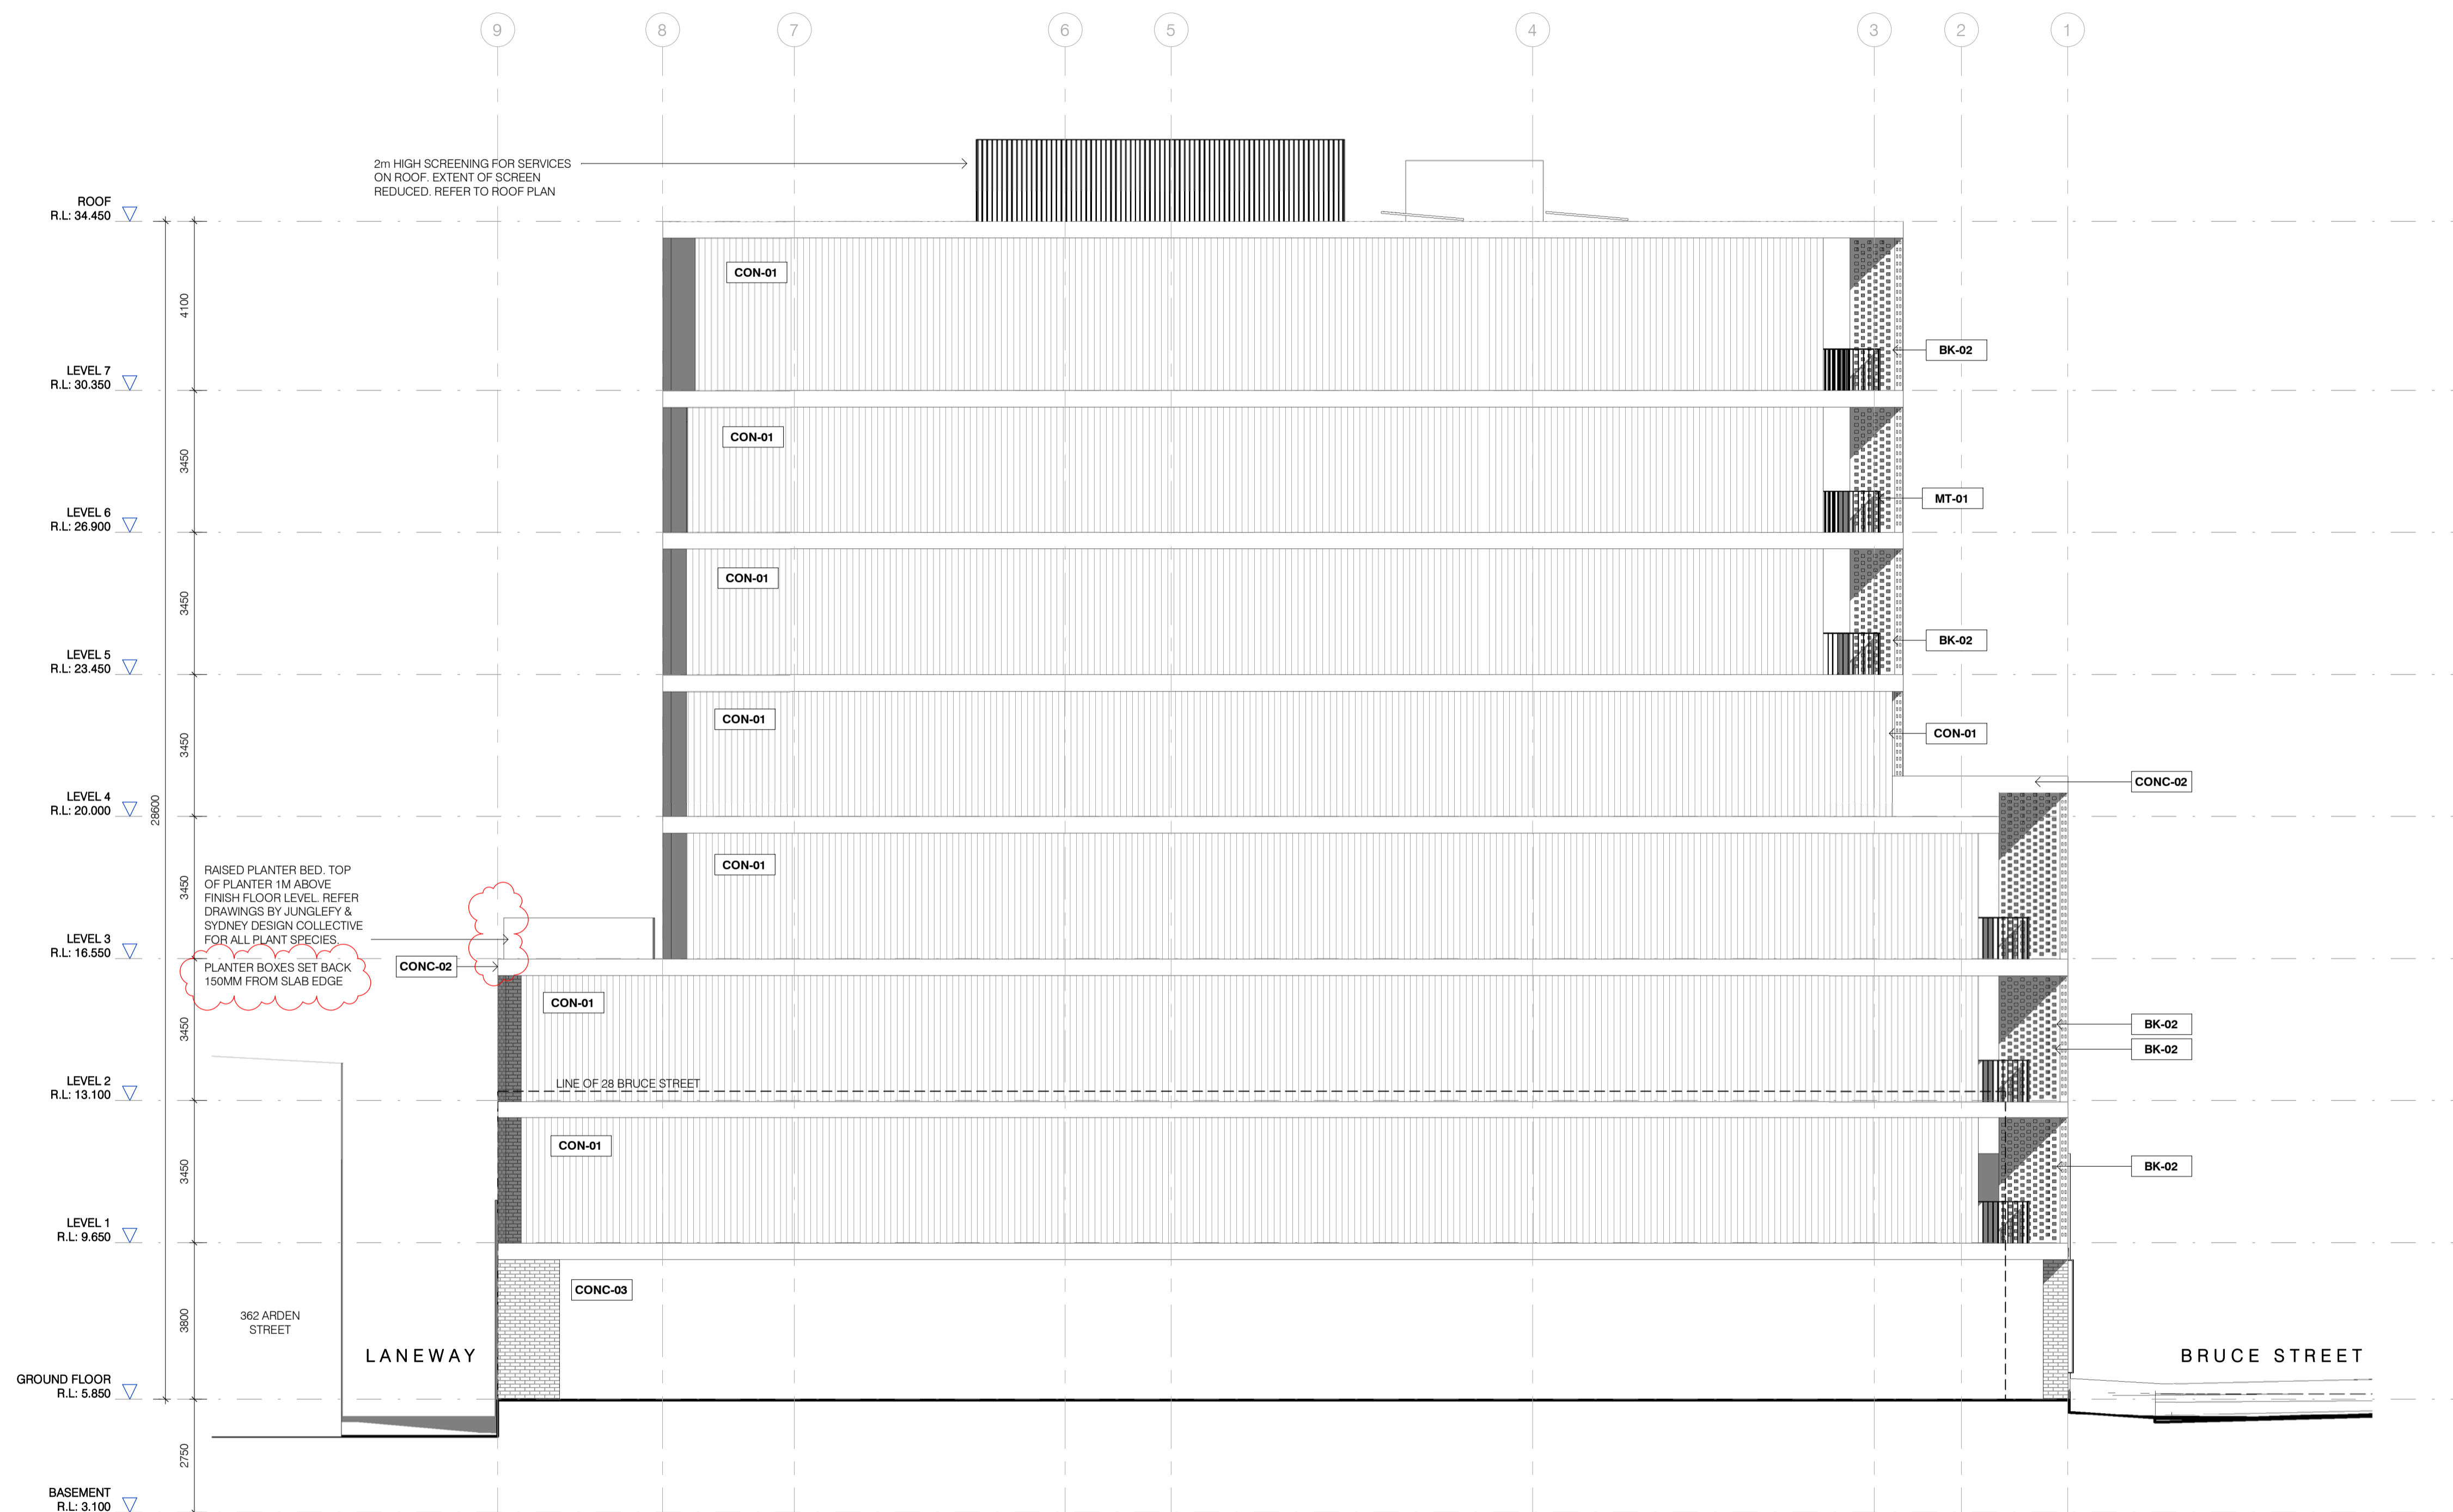 9
8
7
6
5
4
3
2
1
2m HIGH SCREENING FOR SERVICES
ON ROOF. EXTENT OF SCREEN
REDUCED. REFER TO ROOF PLAN
ROOF
R.L: 34.450
CON-01
4100
BK-02
LEVEL 7
R.L: 30.350
CON-01
3450
MT-01
LEVEL 6
R.L: 26.900
CON-01
3450
BK-02
LEVEL 5
R.L: 23.450
CON-01
CON-01
3450
CONC-02
LEVEL 4
R.L: 20.000
28600
CON-01
3450
RAISED PLANTER BED. TOP
OF PLANTER 1M ABOVE
FINISH FLOOR LEVEL. REFER
DRAWINGS BY JUNGLEFY &
SYDNEY DESIGN COLLECTIVE
FOR ALL PLANT SPECIES.
LEVEL 3
R.L: 16.550
PLANTER BOXES SET BACK
150MM FROM SLAB EDGE
CONC-02
CON-01
3450
BK-02
BK-02
LINE OF 28 BRUCE STREET
LEVEL 2
R.L: 13.100
CON-01
3450
BK-02
LEVEL 1
R.L: 9.650
CONC-03
3800
362 ARDEN
STREET
LANEWAY
BRUCE STREET
GROUND FLOOR
R.L: 5.850
2750
BASEMENT
R.L: 3.100